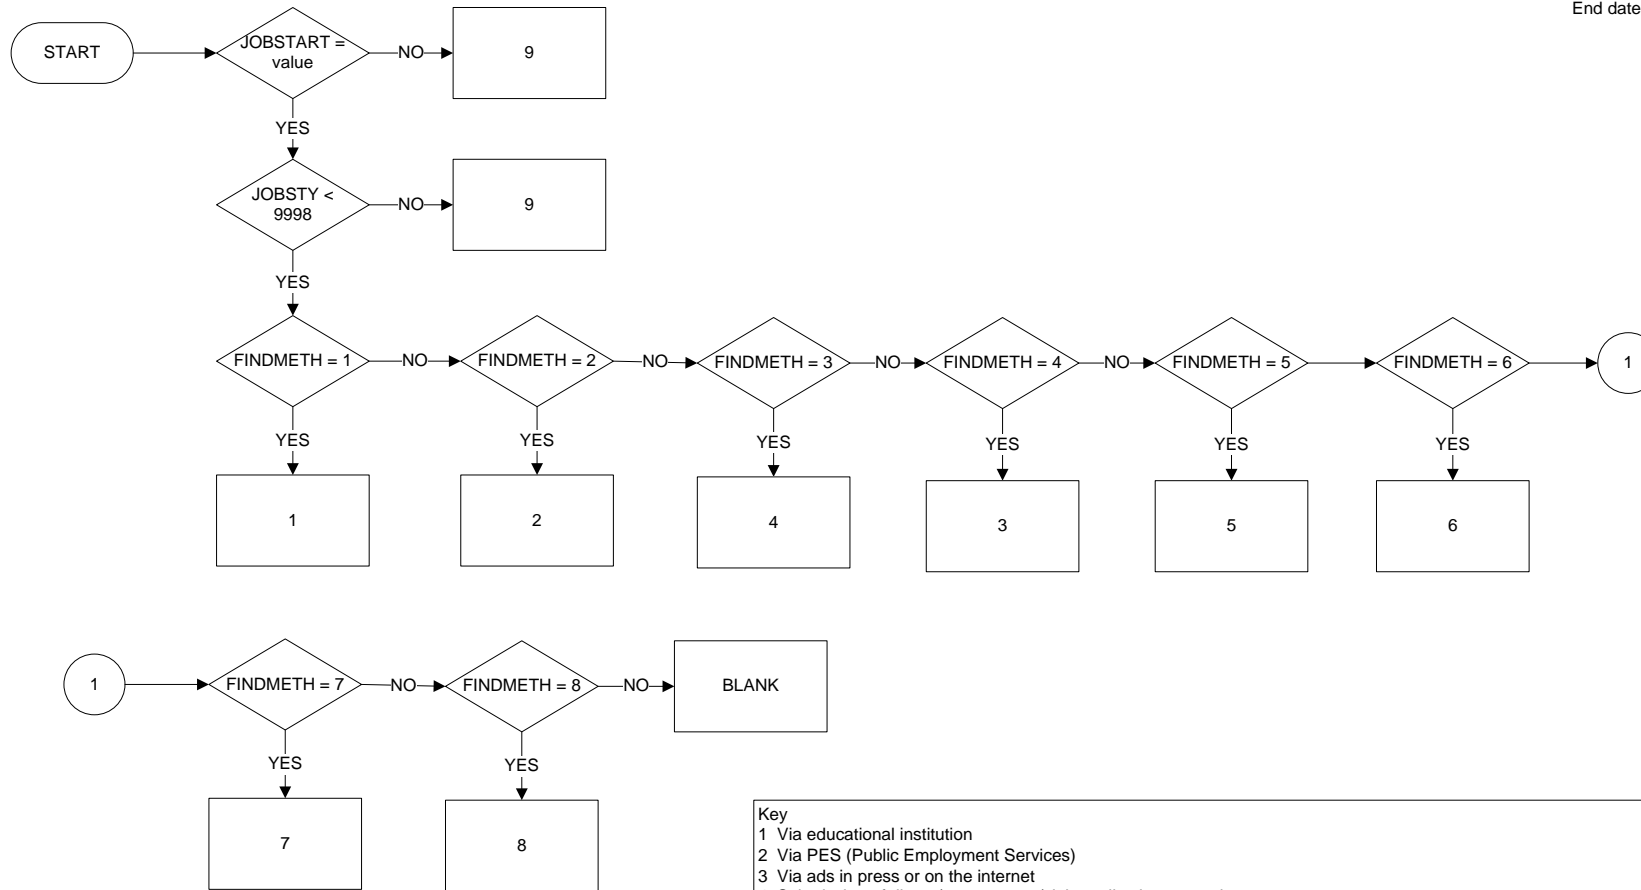 End date
START
JOBSTART =
value
NO
9
YES
JOBSTY <
9998
NO
9
YES
FINDMETH = 1
NO
FINDMETH = 2
NO
FINDMETH = 3
NO
FINDMETH = 4
NO
FINDMETH = 5
FINDMETH = 6
1
YES
YES
YES
YES
YES
YES
1
2
4
3
5
6
1
FINDMETH = 7
NO
FINDMETH = 8
NO
BLANK
YES
YES
7
8
Key
1 Via educational institution
2 Via PES (Public Employment Services)
3 Via ads in press or on the internet